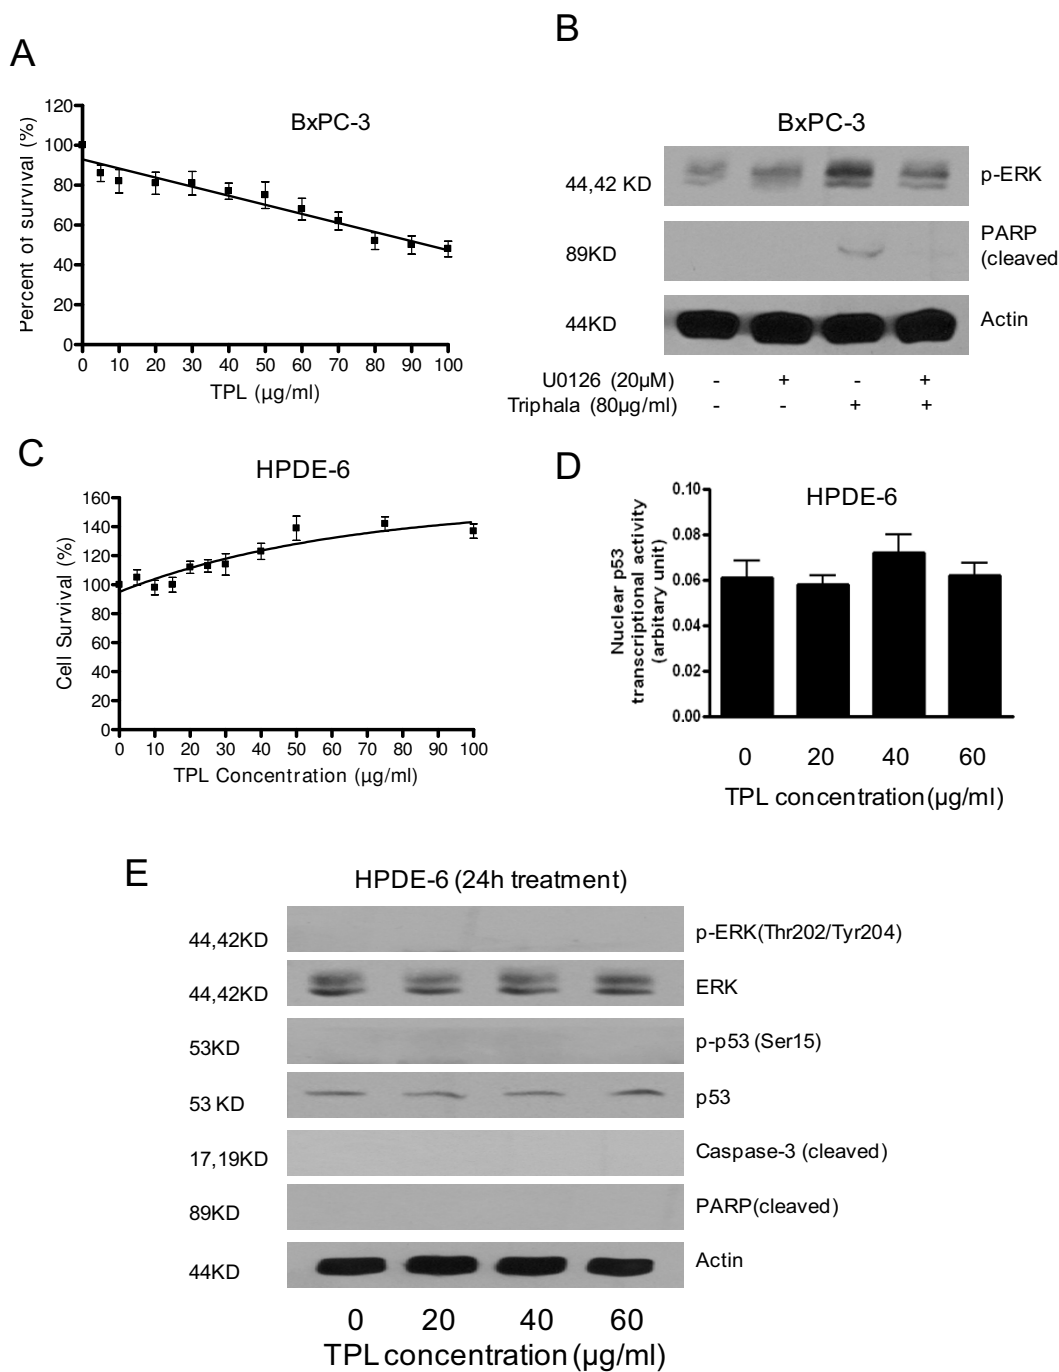 A
BxPC-3
Percent of survival (%)
120
100
80
60
40
20
0
0 10 20 30 40 50 60 70 80 90 100
TPL (µg/ml)
B
BxPC-3
44,42 KD
p-ERK
89KD
PARP
(cleaved
44KD
Actin
U0126 (20µM) - + - +
Triphala (80µg/ml) - - + +
C
HPDE-6
Cell Survival (%)
160
140
120
100
80
60
40
20
0
0 10 20 30 40 50 60 70 80 90 100
TPL Concentration (µg/ml)
D
HPDE-6
Nuclear p53
transcriptional activity
(arbitary unit)
0.10
0.08
0.06
0.04
0.02
0.00
0 20 40 60
TPL concentration(µg/ml)
E
HPDE-6 (24h treatment)
44,42KD p-ERK(Thr202/Tyr204)
44,42KD ERK
53KD p-p53 (Ser15)
53 KD p53
17,19KD Caspase-3 (cleaved)
89KD PARP(cleaved)
44KD Actin
0 20 40 60
TPL concentration (µg/ml)